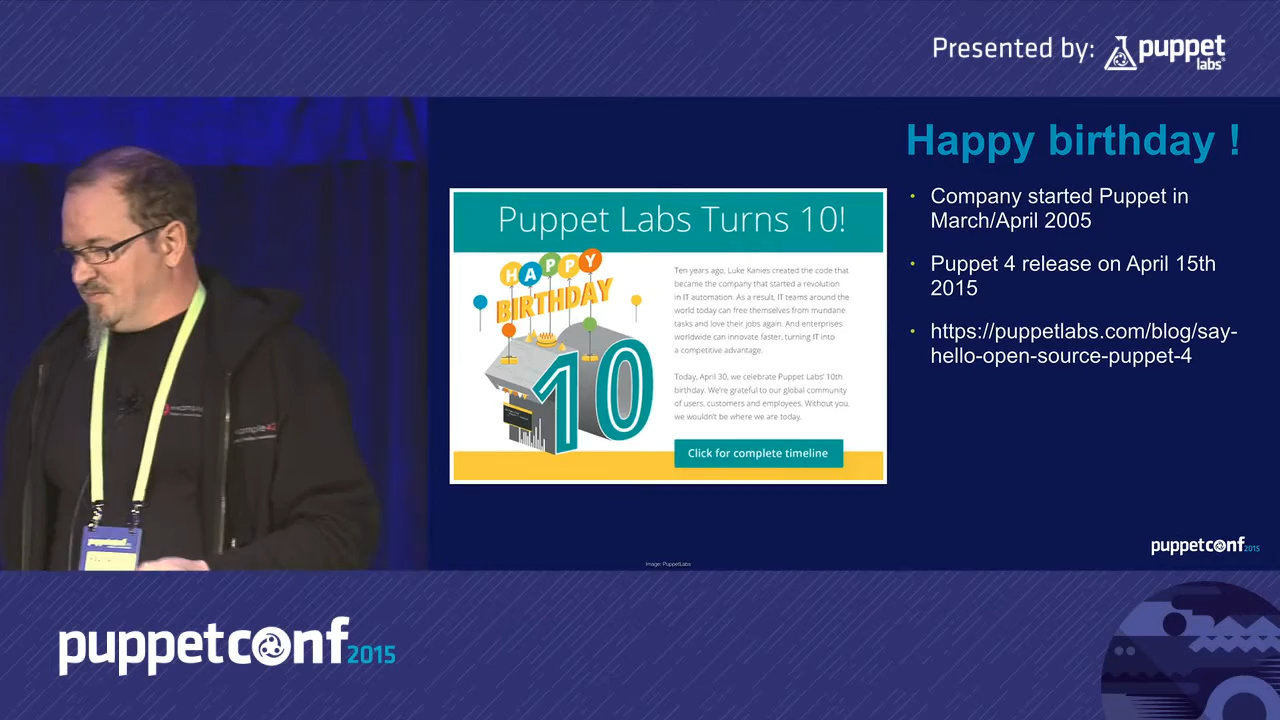 Presented by: puppet labs
Happy birthday !
• Company started Puppet in
March/April 2005
• Puppet 4 release on April 15th
2015
• https://puppetlabs.com/blog/say-
hello-open-source-puppet-4
Puppet Labs Turns 10!
HAPPY
BIRTHDAY
10
Ten years ago, Luke Kanies created the code that
became the company that started a revolution
in IT automation. As a result, IT teams around the
world today can free themselves from mundane
tasks and love their jobs again. And enterprises
worldwide can innovate faster, turning IT into
a competitive advantage.
Today, April 30, we celebrate Puppet Labs' 10th
birthday. We're grateful to our global community
of users, customers and employees. Without you,
we wouldn't be where we are today.
Click for complete timeline
puppetconf 2015
Image: PuppetLabs
puppetconf
puppetconf 2015